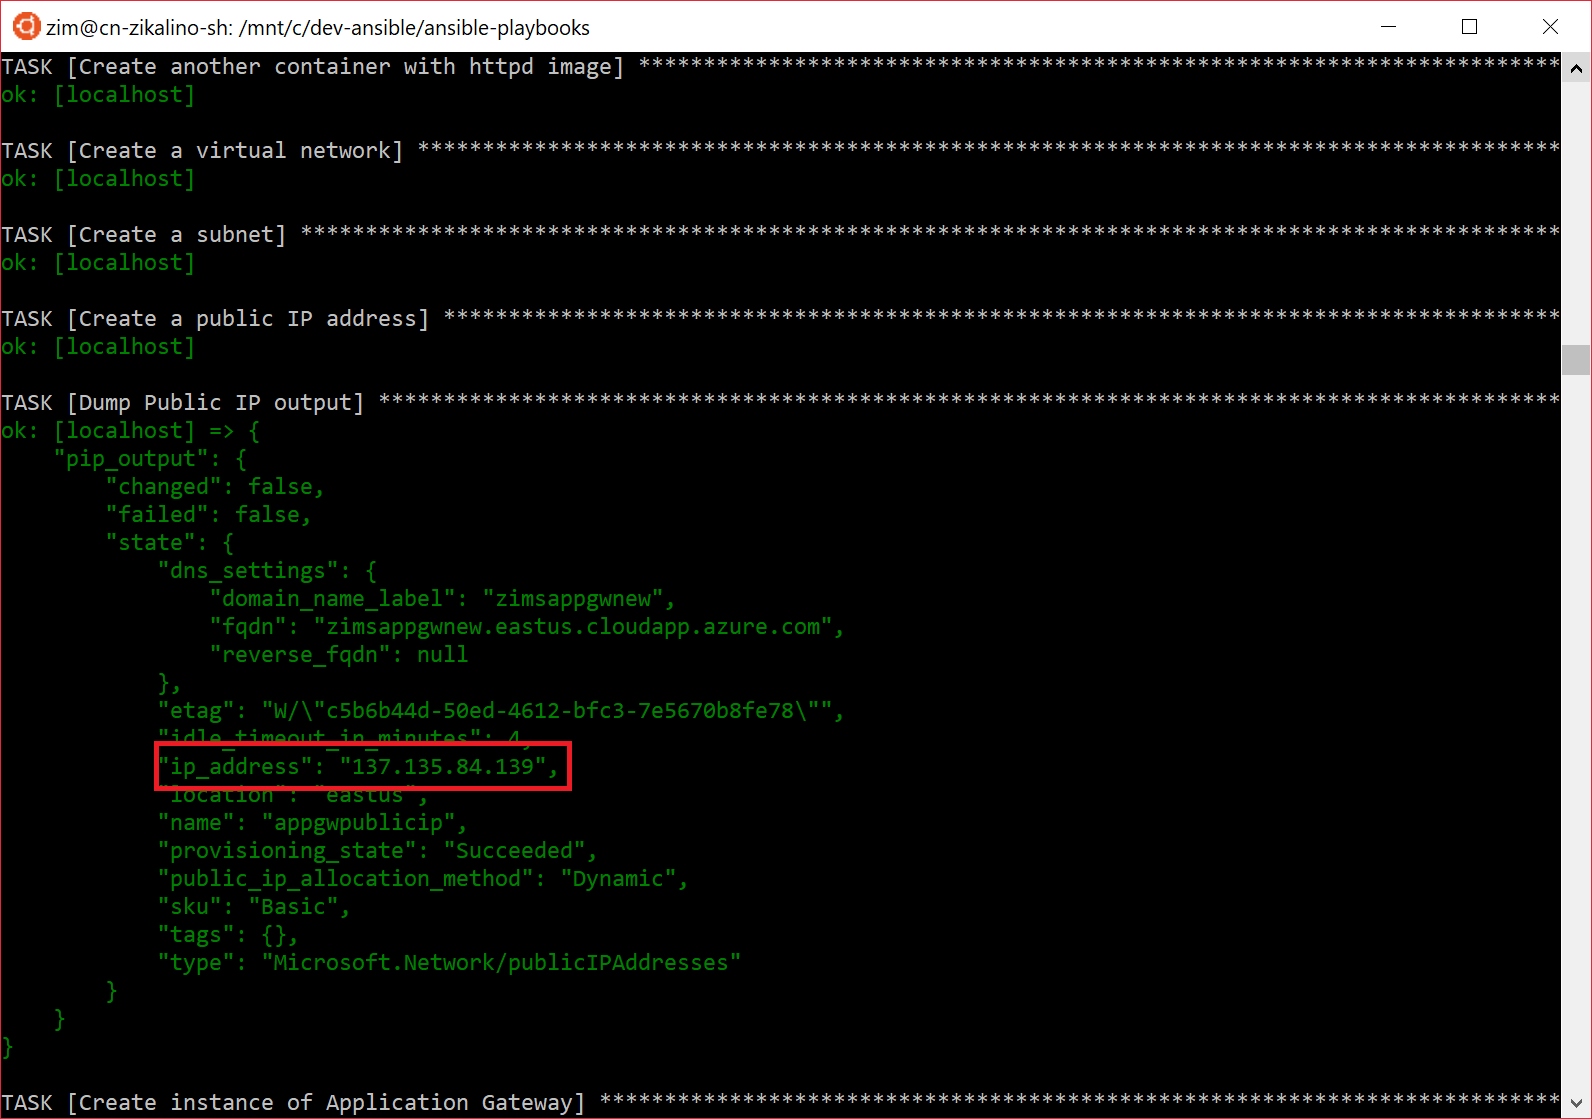 zim@cn-zikalino-sh: /mnt/c/dev-ansible/ansible-playbooks
TASK [Create another container with httpd image] ***********************************************************************
ok: [localhost]
TASK [Create a virtual network] ****************************************************************************************
ok: [localhost]
TASK [Create a subnet] *************************************************************************************************
ok: [localhost]
TASK [Create a public IP address] **************************************************************************************
ok: [localhost]
TASK [Dump Public IP output] *******************************************************************************************
ok: [localhost] => {
    "pip_output": {
        "changed": false,
        "failed": false,
        "state": {
            "dns_settings": {
                "domain_name_label": "zimsappgwnew",
                "fqdn": "zimsappgwnew.eastus.cloudapp.azure.com",
                "reverse_fqdn": null
            },
            "etag": "W/\"c5b6b44d-50ed-4612-bfc3-7e5670b8fe78\"",
            "idle_timeout_in_minutes": 4,
            "ip_address": "137.135.84.139",
            "location": "eastus",
            "name": "appgwpublicip",
            "provisioning_state": "Succeeded",
            "public_ip_allocation_method": "Dynamic",
            "sku": "Basic",
            "tags": {},
            "type": "Microsoft.Network/publicIPAddresses"
        }
    }
}
TASK [Create instance of Application Gateway] **************************************************************************